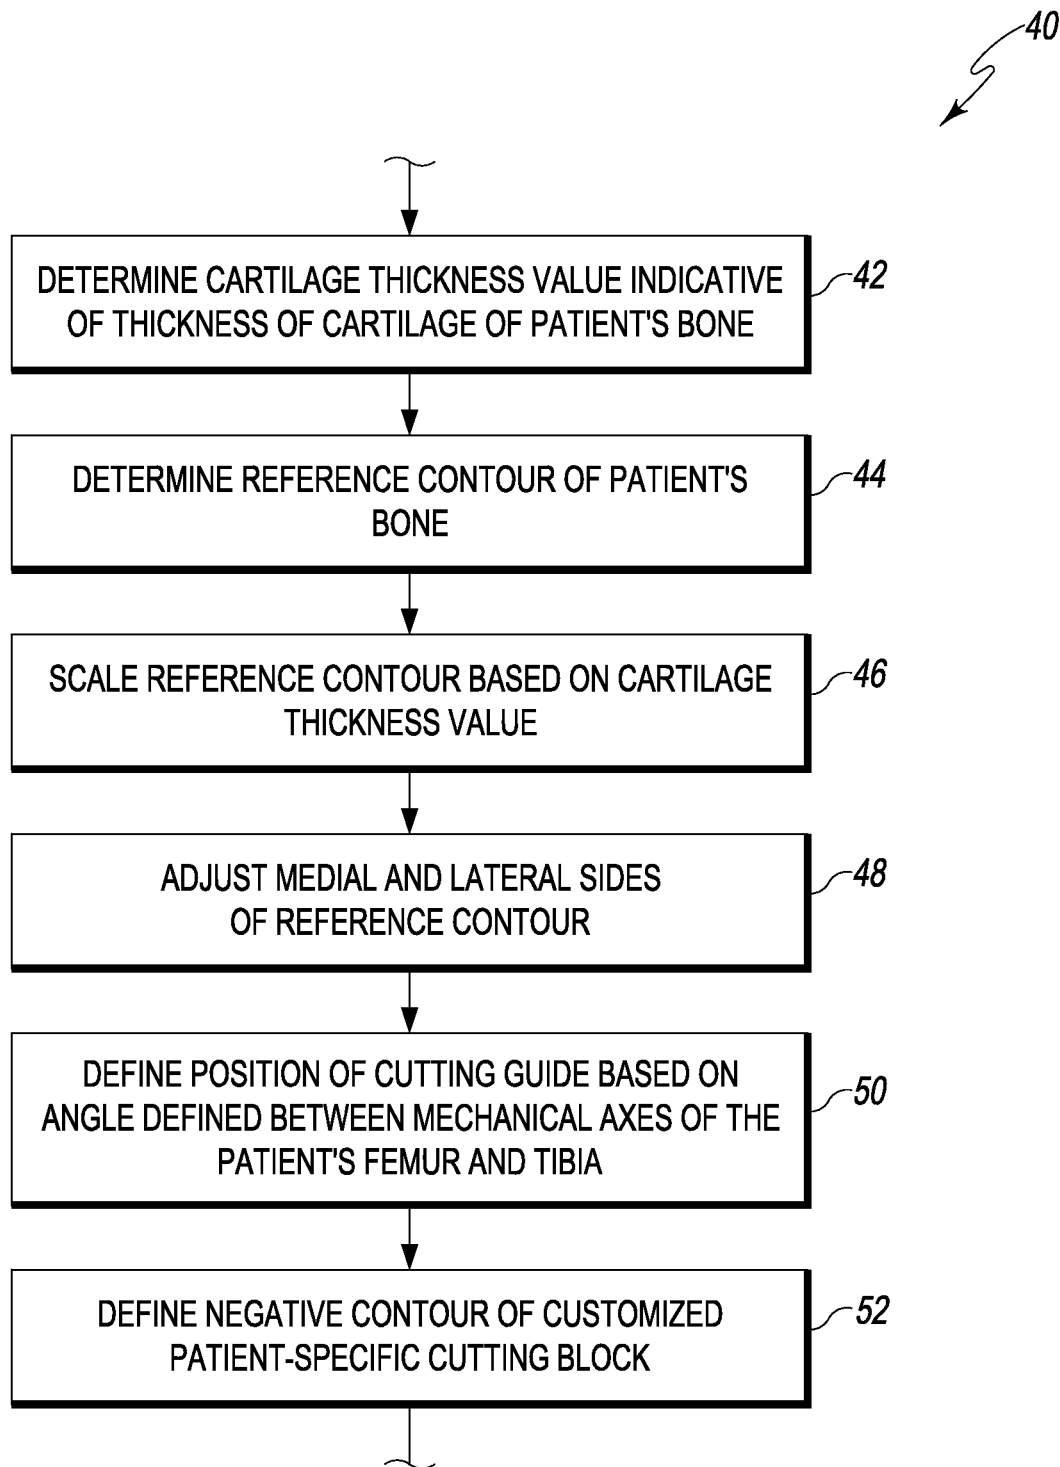 40
DETERMINE CARTILAGE THICKNESS VALUE INDICATIVE
OF THICKNESS OF CARTILAGE OF PATIENT'S BONE
42
DETERMINE REFERENCE CONTOUR OF PATIENT'S
BONE
44
SCALE REFERENCE CONTOUR BASED ON CARTILAGE
THICKNESS VALUE
46
ADJUST MEDIAL AND LATERAL SIDES
OF REFERENCE CONTOUR
48
DEFINE POSITION OF CUTTING GUIDE BASED ON
ANGLE DEFINED BETWEEN MECHANICAL AXES OF THE
PATIENT'S FEMUR AND TIBIA
50
DEFINE NEGATIVE CONTOUR OF CUSTOMIZED
PATIENT-SPECIFIC CUTTING BLOCK
52